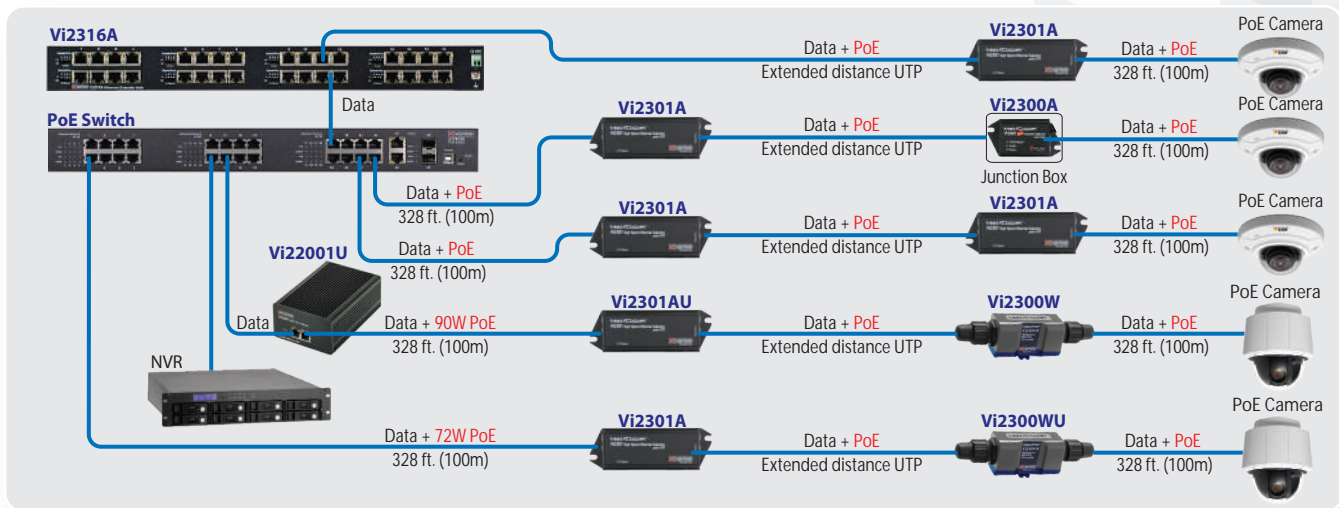 Vi2316A
Data + PoE
Extended distance UTP
Vi2301A
Data + PoE
328 ft. (100m)
PoE Camera
Data
PoE Switch
Data + PoE
328 ft. (100m)
Vi2301A
Data + PoE
Extended distance UTP
Vi2300A
Junction Box
Data + PoE
328 ft. (100m)
PoE Camera
Data + PoE
328 ft. (100m)
Vi2301A
Data + PoE
Extended distance UTP
Vi2301A
Data + PoE
328 ft. (100m)
PoE Camera
Vi22001U
Data
Data + 90W PoE
328 ft. (100m)
Vi2301AU
Data + PoE
Extended distance UTP
Vi2300W
Data + PoE
328 ft. (100m)
PoE Camera
NVR
Data + 72W PoE
328 ft. (100m)
Vi2301A
Data + PoE
Extended distance UTP
Vi2300WU
Data + PoE
328 ft. (100m)
PoE Camera